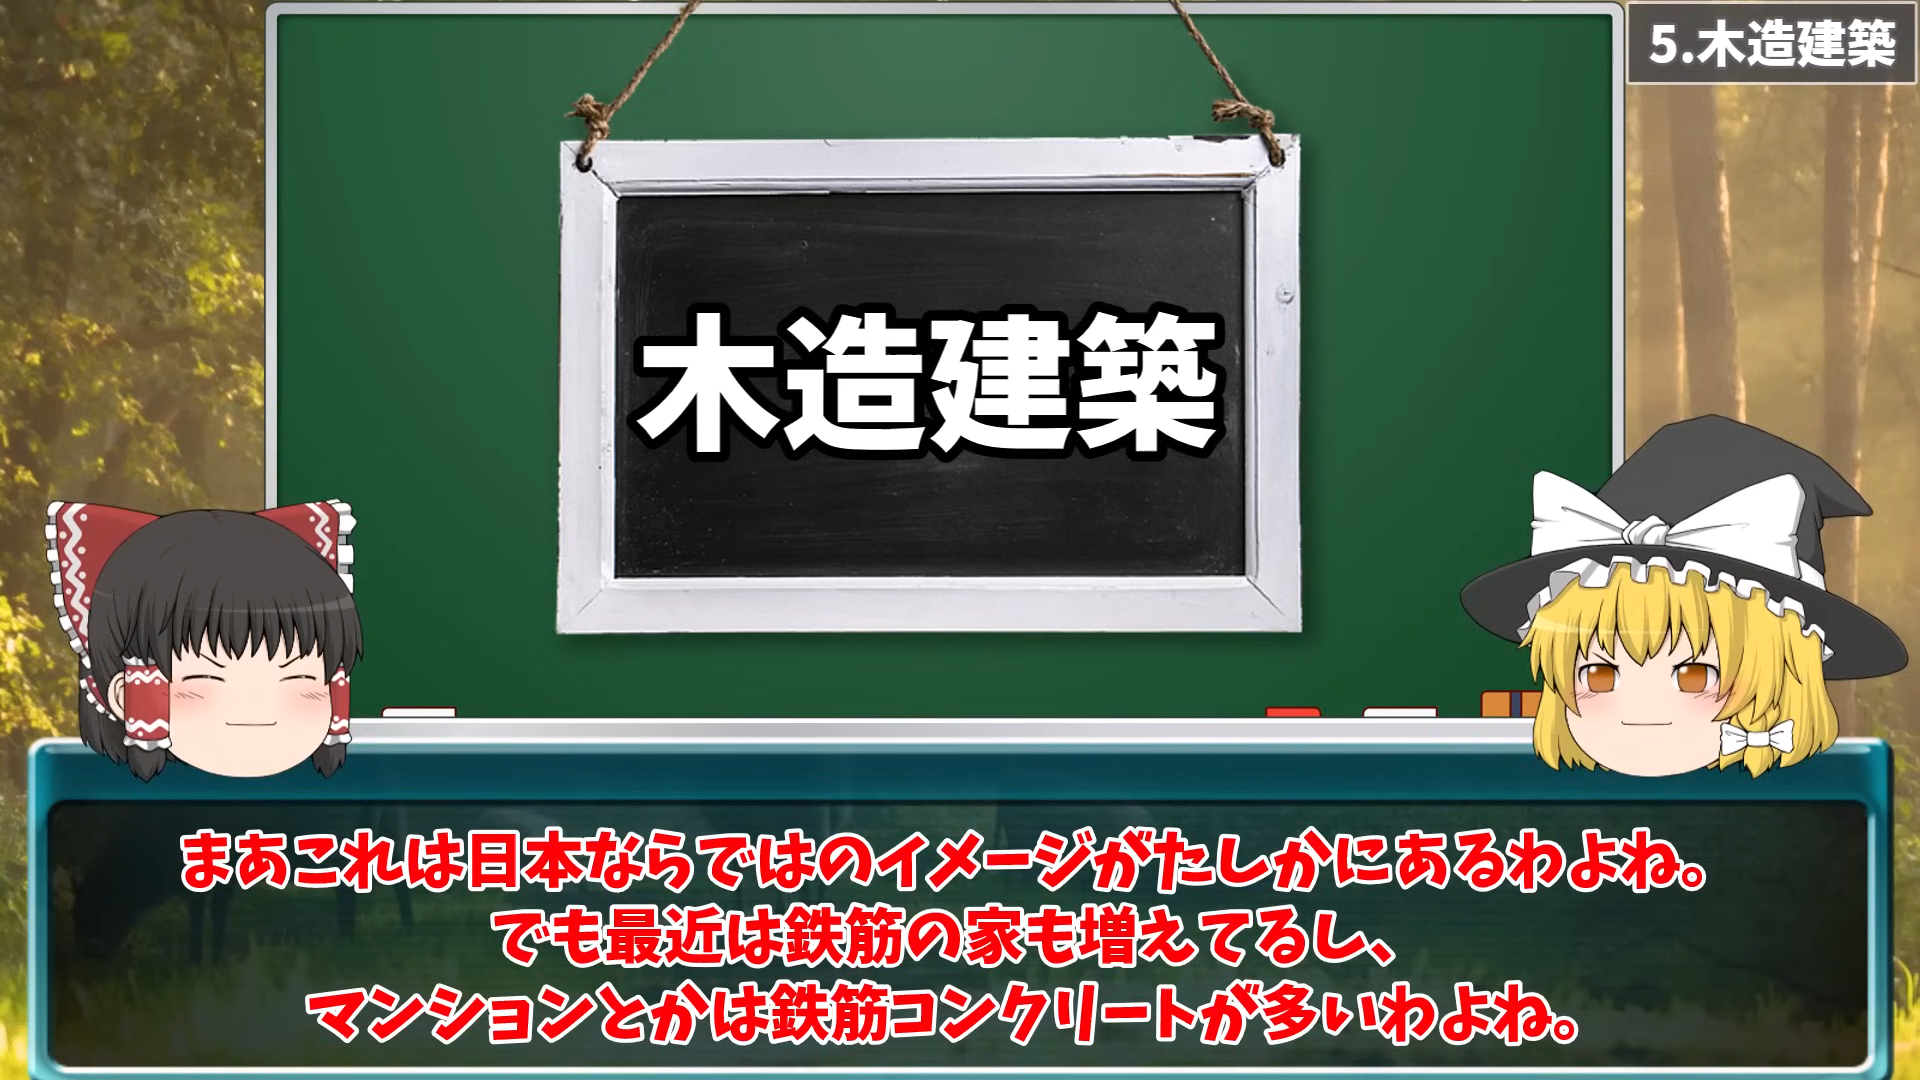 5.木造建築
木造建築
まあこれは日本ならではのイメージがたしかにあるわよね。
でも最近は鉄筋の家も増えてるし、
マンションとかは鉄筋コンクリートが多いわよね。